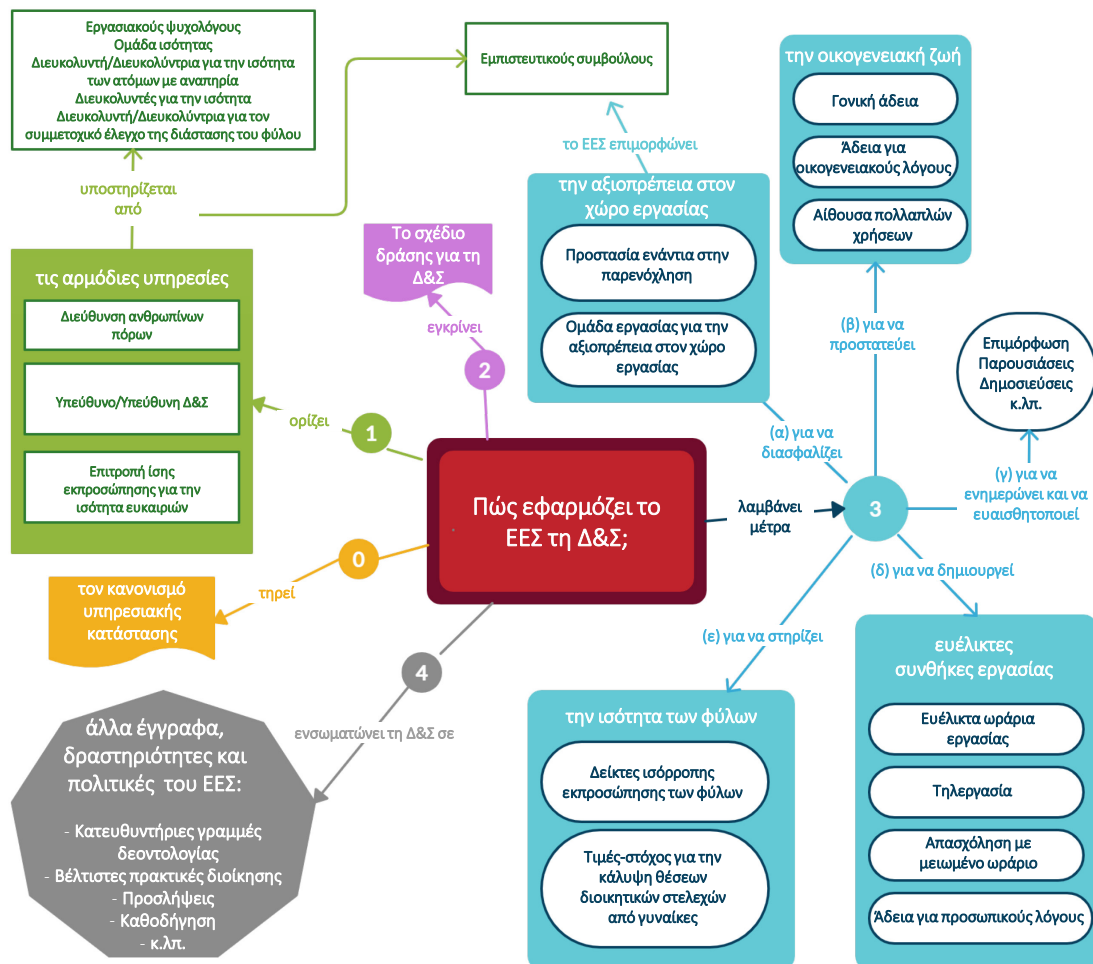 Εργασιακούς ψυχολόγους
Ομάδα ισότητας
Διευκολυντή/Διευκολύντρια για την ισότητα
των ατόμων με αναπηρία
Διευκολυντές για την ισότητα
Διευκολυντή/Διευκολύντρια για τον
συμμετοχικό έλεγχο της διάστασης του φύλου
Εμπιστευτικούς συμβούλους
την οικογενειακή ζωή
Γονική άδεια
Άδεια για
οικογενειακούς λόγους
Αίθουσα πολλαπλών
χρήσεων
το ΕΕΣ επιμορφώνει
υποστηρίζεται
από
την αξιοπρέπεια στον
χώρο εργασίας
Προστασία ενάντια στην
παρενόχληση
Ομάδα εργασίας για την
αξιοπρέπεια στον χώρο
εργασίας
Το σχέδιο
δράσης για τη
Δ&Σ
εγκρίνει
2
τις αρμόδιες υπηρεσίες
Διεύθυνση ανθρωπίνων
πόρων
Υπεύθυνο/Υπεύθυνη Δ&Σ
Επιτροπή ίσης
εκπροσώπησης για την
ισότητα ευκαιριών
ορίζει
1
(β) για να
προστατεύει
Επιμόρφωση
Παρουσιάσεις
Δημοσιεύσεις
κ.λπ.
(α) για να
διασφαλίζει
(γ) για να
ενημερώνει και να
ευαισθητοποιεί
Πώς εφαρμόζει το
ΕΕΣ τη Δ&Σ;
λαμβάνει
μέτρα
3
0
τηρεί
τον κανονισμό
υπηρεσιακής
κατάστασης
(δ) για να δημιουργεί
(ε) για να στηρίζει
4
ενσωματώνει τη Δ&Σ σε
άλλα έγγραφα,
δραστηριότητες και
πολιτικές του ΕΕΣ:
- Κατευθυντήριες γραμμές
δεοντολογίας
- Βέλτιστες πρακτικές διοίκησης
- Προσλήψεις
- Καθοδήγηση
- κ.λπ.
την ισότητα των φύλων
Δείκτες ισόρροπης
εκπροσώπησης των φύλων
Τιμές-στόχος για την
κάλυψη θέσεων
διοικητικών στελεχών
από γυναίκες
ευέλικτες
συνθήκες εργασίας
Ευέλικτα ωράρια
εργασίας
Τηλεργασία
Απασχόληση με
μειωμένο ωράριο
Άδεια για προσωπικούς λόγους